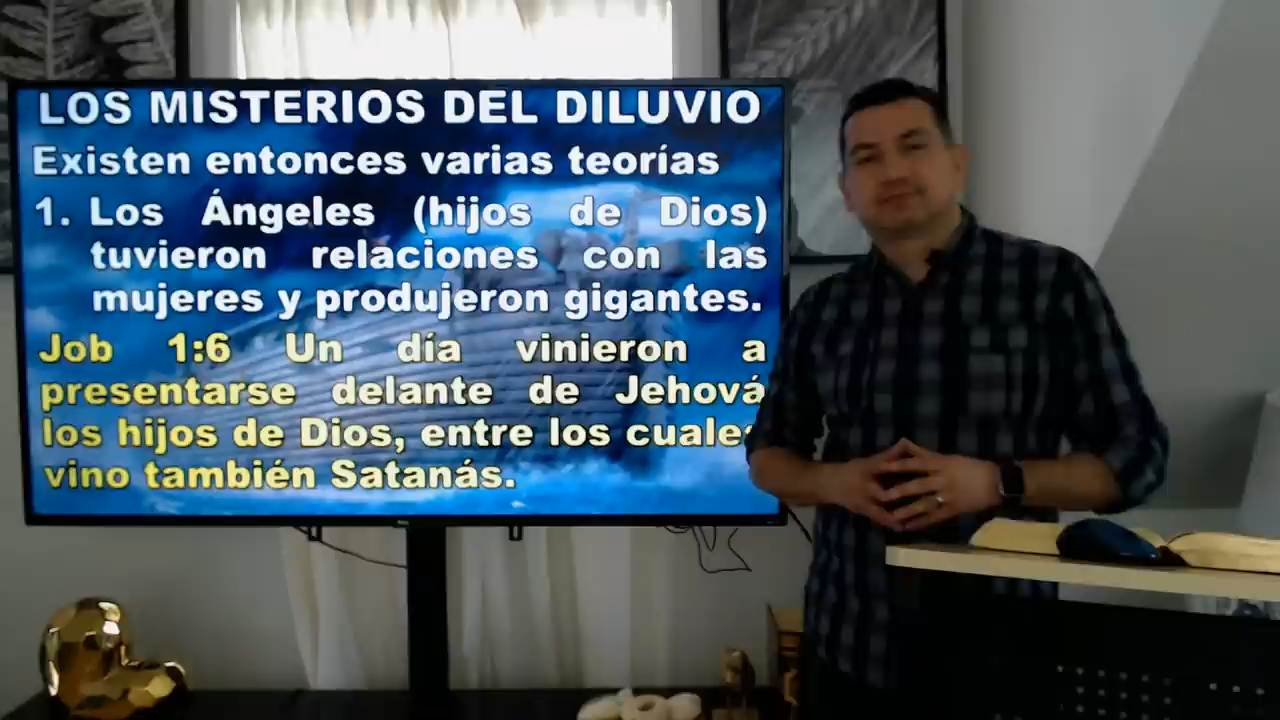 LOS MISTERIOS DEL DILUVIO
Existen entonces varias teorías
1. Los Ángeles (hijos de Dios)
tuvieron relaciones con las
mujeres y produjeron gigantes.
Job 1:6 Un día vinieron a
presentarse delante de Jehová
los hijos de Dios, entre los cuales
vino también Satanás.